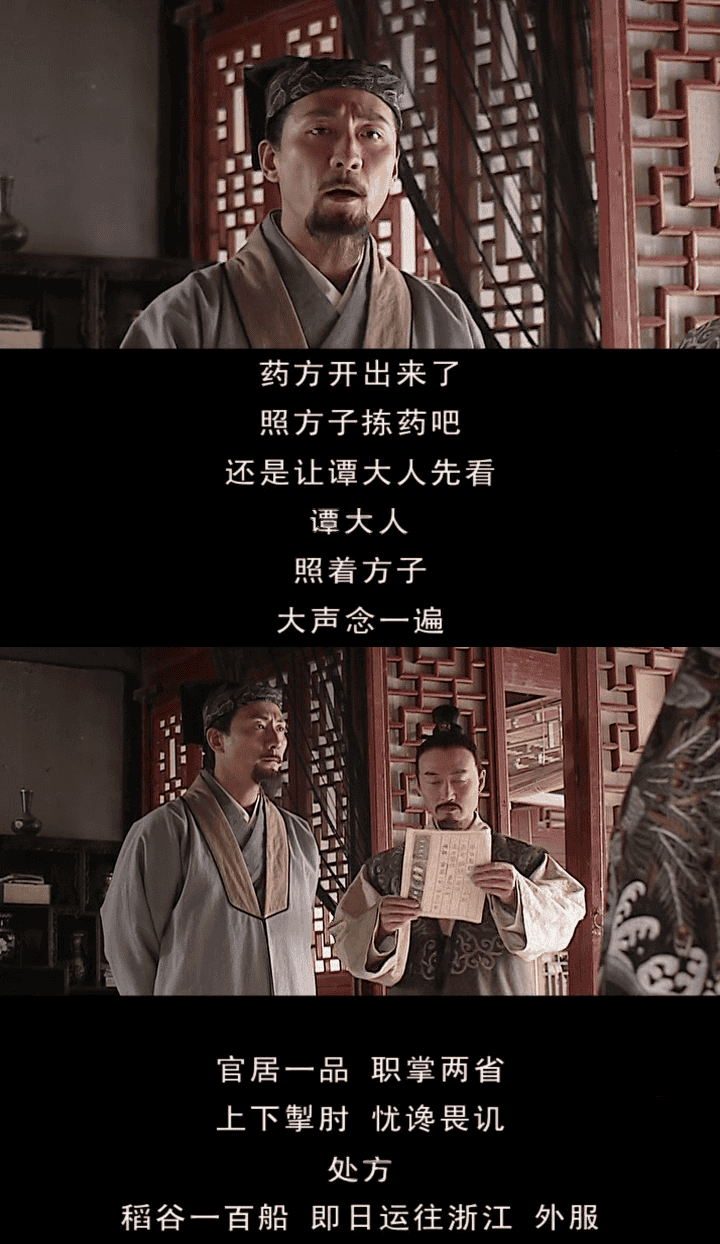 药方开出来了
照方子拣药吧
还是让谭大人先看
谭大人
照着方子
大声念一遍
官居一品 职掌两省
上下掣肘 忧谗畏讥
处方
稻谷一百船 即日运往浙江 外服